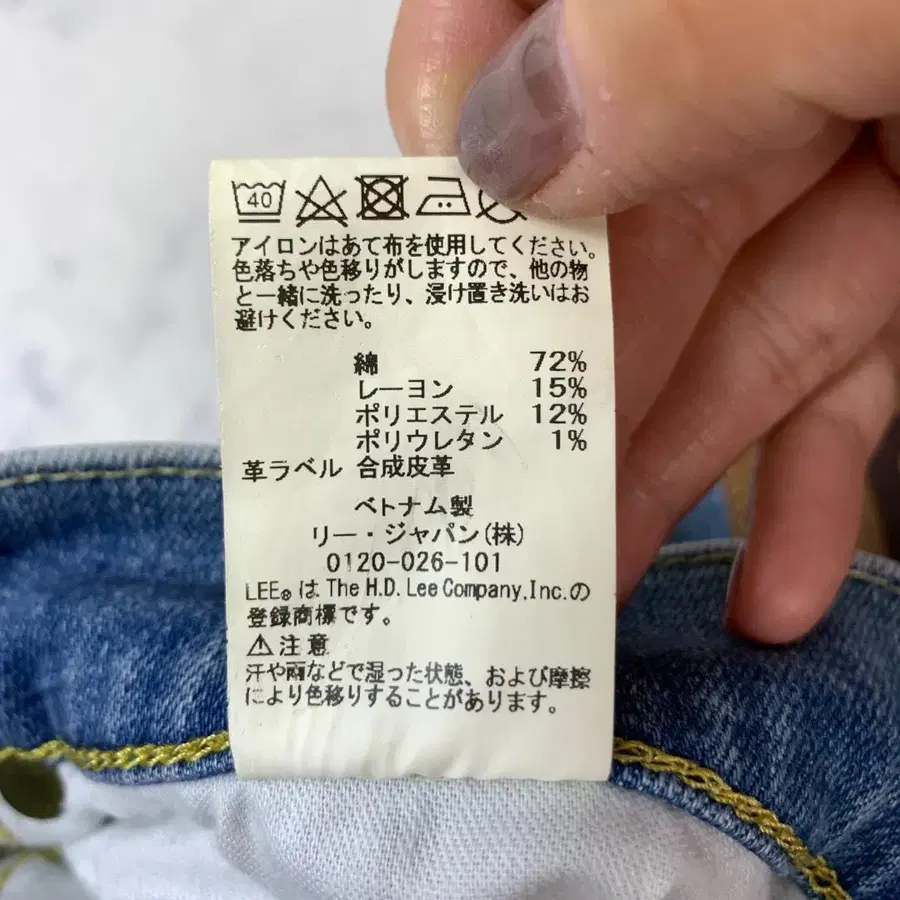 40
アイロンはあて布を使用してください。
色落ちや色移りがしますので、他の物
と一緒に洗ったり、浸け置き洗いはお
避けください。
綿 72%
レーヨン 15%
ポリエステル 12%
ポリウレタン 1%
革ラベル 合成皮革
ベトナム製
リー・ジャパン(株)
0120-026-101
LEE®は The H.D. Lee Company,Inc.の
登録商標です。
⚠注意
汗や雨などで湿った状態、および摩擦
により色移りすることがあります。